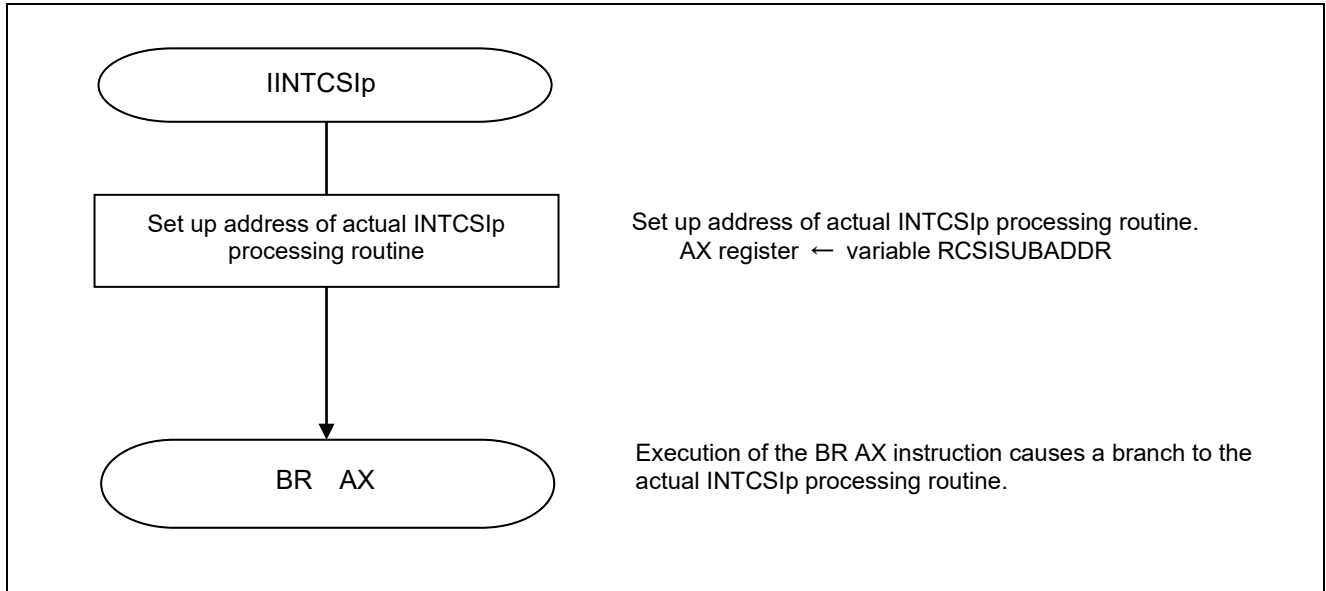 IINTCSIp
Set up address of actual INTCSIp
processing routine
Set up address of actual INTCSIp processing routine.
AX register ← variable RCSISUBADDR
BR AX
Execution of the BR AX instruction causes a branch to the
actual INTCSIp processing routine.